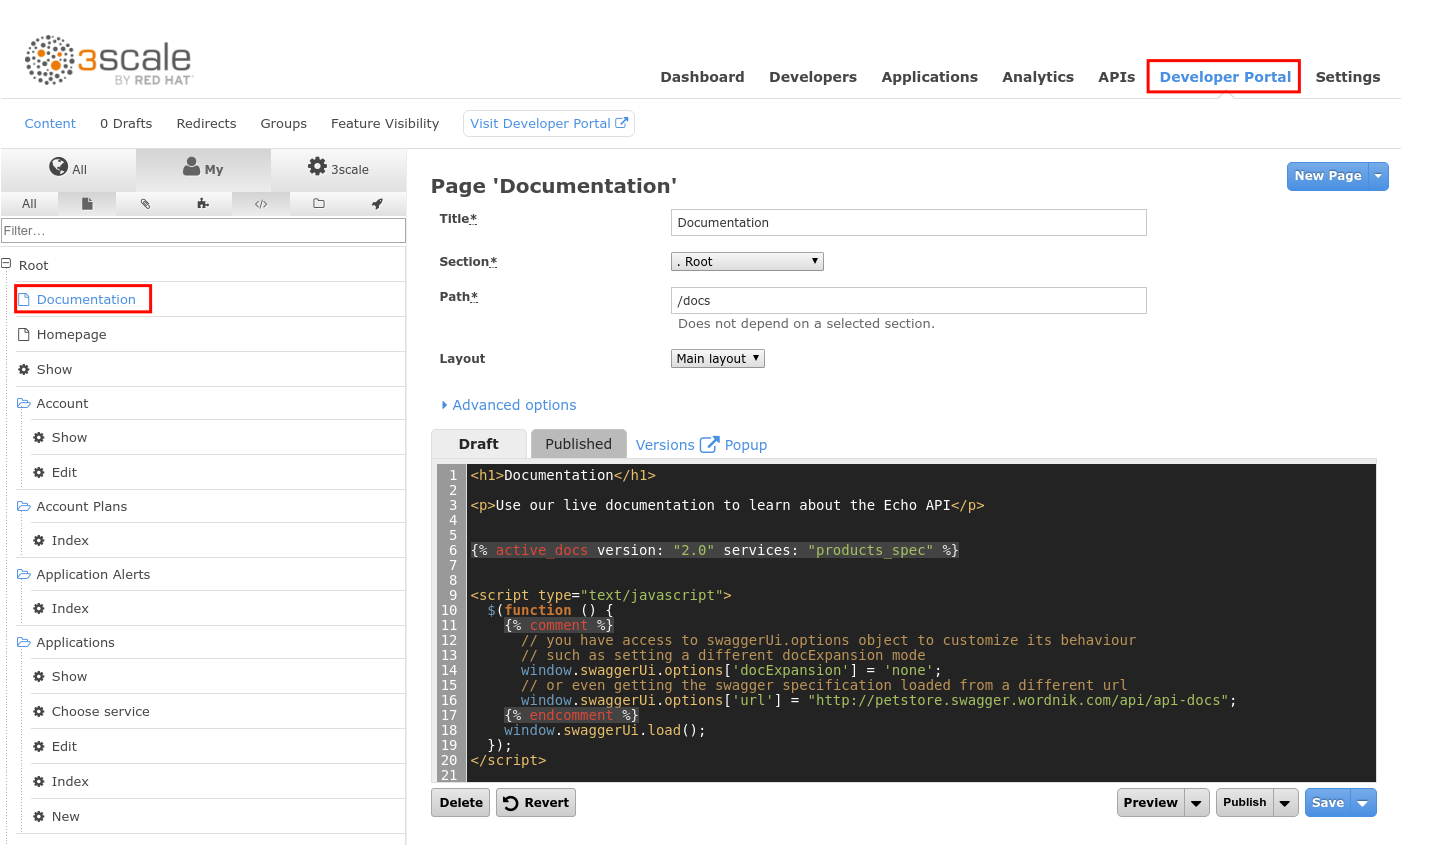 3scale
BY RED HAT
Dashboard Developers Applications Analytics APIs Developer Portal Settings
Content 0 Drafts Redirects Groups Feature Visibility Visit Developer Portal
All My 3scale
All
Filter…
Root
Documentation
Homepage
Show
Account
Show
Edit
Account Plans
Index
Application Alerts
Index
Applications
Show
Choose service
Edit
Index
New
Page 'Documentation'
New Page
Title* Documentation
Section* . Root
Path* /docs
Does not depend on a selected section.
Layout Main layout
Advanced options
Draft Published Versions Popup
1 <h1>Documentation</h1>
2
3 <p>Use our live documentation to learn about the Echo API</p>
4
5
6 {% active_docs version: "2.0" services: "products_spec" %}
7
8
9 <script type="text/javascript">
10 $(function () {
11 {% comment %}
12 // you have access to swaggerUi.options object to customize its behaviour
13 // such as setting a different docExpansion mode
14 window.swaggerUi.options['docExpansion'] = 'none';
15 // or even getting the swagger specification loaded from a different url
16 window.swaggerUi.options['url'] = "http://petstore.swagger.wordnik.com/api/api-docs";
17 {% endcomment %}
18 window.swaggerUi.load();
19 });
20 </script>
21
Delete Revert Preview Publish Save